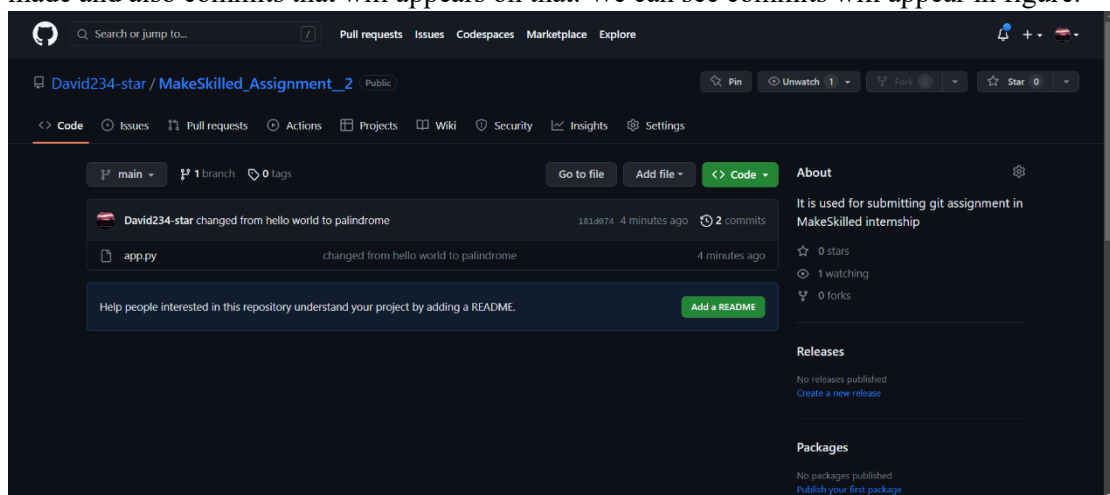 made and also commits that will appears on that. We can see commits will appear in figure.
Search or jump to... / Pull requests Issues Codespaces Marketplace Explore
David234-star / MakeSkilled_Assignment__2 Public Pin Unwatch 1 Fork 0 Star 0
<> Code Issues Pull requests Actions Projects Wiki Security Insights Settings
main 1 branch 0 tags Go to file Add file <> Code
David234-star changed from hello world to palindrome 181d074 4 minutes ago 2 commits
app.py changed from hello world to palindrome 4 minutes ago
Help people interested in this repository understand your project by adding a README. Add a README
About
It is used for submitting git assignment in
MakeSkilled internship
0 stars
1 watching
0 forks
Releases
No releases published
Create a new release
Packages
No packages published
Publish your first package